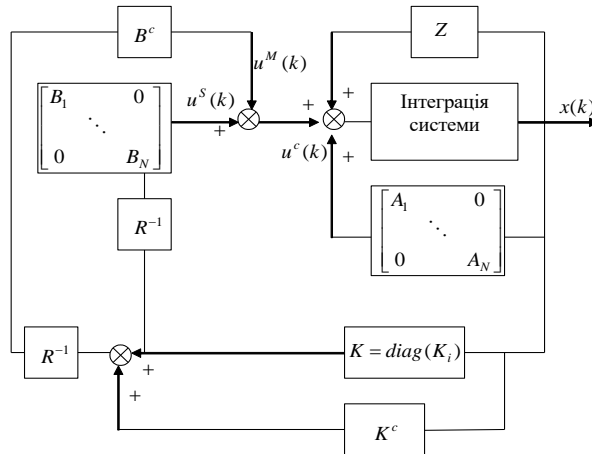 B^c
Z
u^M(k)
+
B_1 0
⋱
0 B_N
u^S(k)
+
+
Інтеграція
системи
x(k)
+
u^c(k)
A_1 0
⋱
0 A_N
R^{-1}
R^{-1}
+
K = diag(K_i)
+
K^c